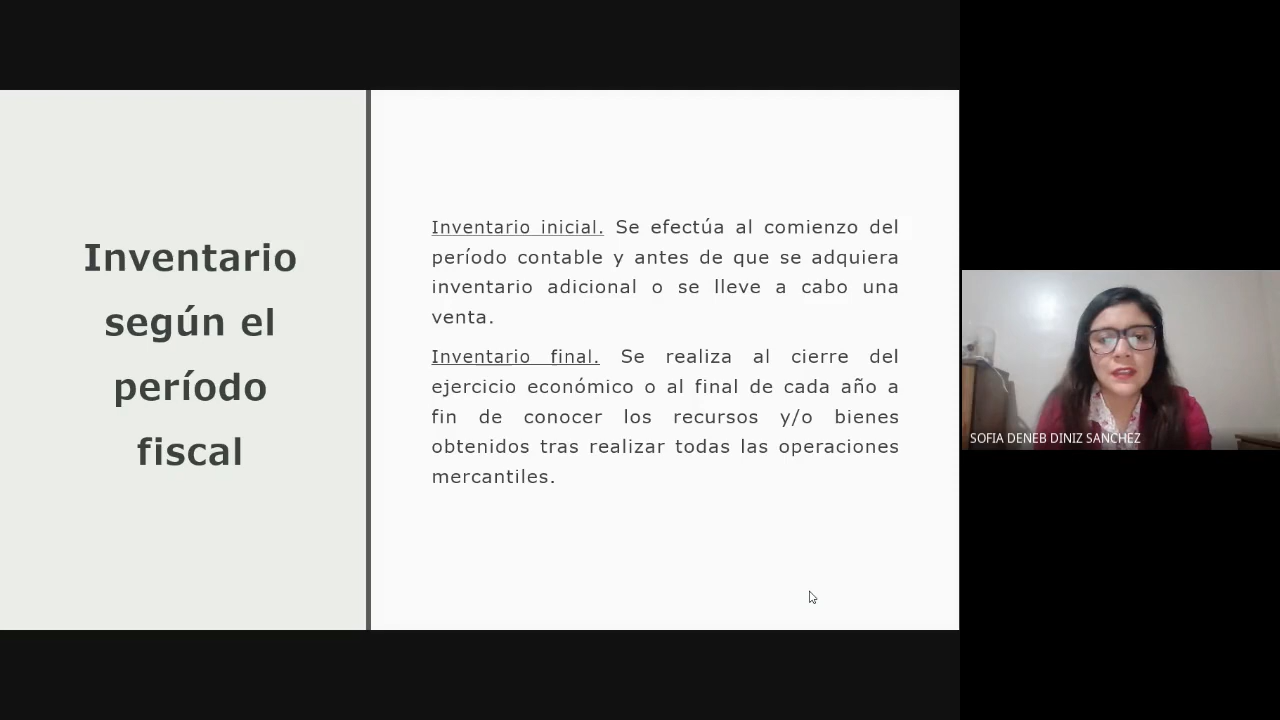 Inventario
según el
período
fiscal
Inventario inicial. Se efectúa al comienzo del
período contable y antes de que se adquiera
inventario adicional o se lleve a cabo una
venta.
Inventario final. Se realiza al cierre del
ejercicio económico o al final de cada año a
fin de conocer los recursos y/o bienes
obtenidos tras realizar todas las operaciones
mercantiles.
SOFIA DENEB DINIZ SANCHEZ